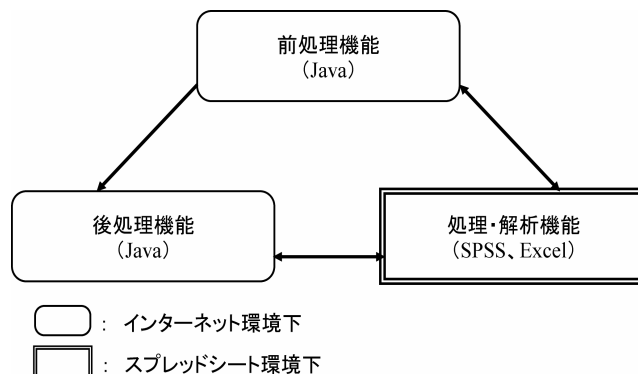 前処理機能
（Java）
後処理機能
（Java）
処理・解析機能
（SPSS、Excel）
： インターネット環境下
： スプレッドシート環境下